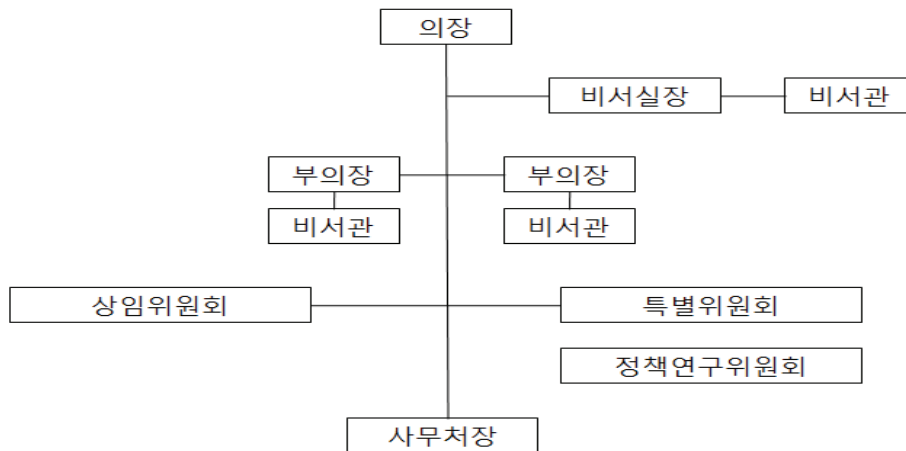 의장
비서실장 비서관
부의장 부의장
비서관 비서관
상임위원회 특별위원회
정책연구위원회
사무처장